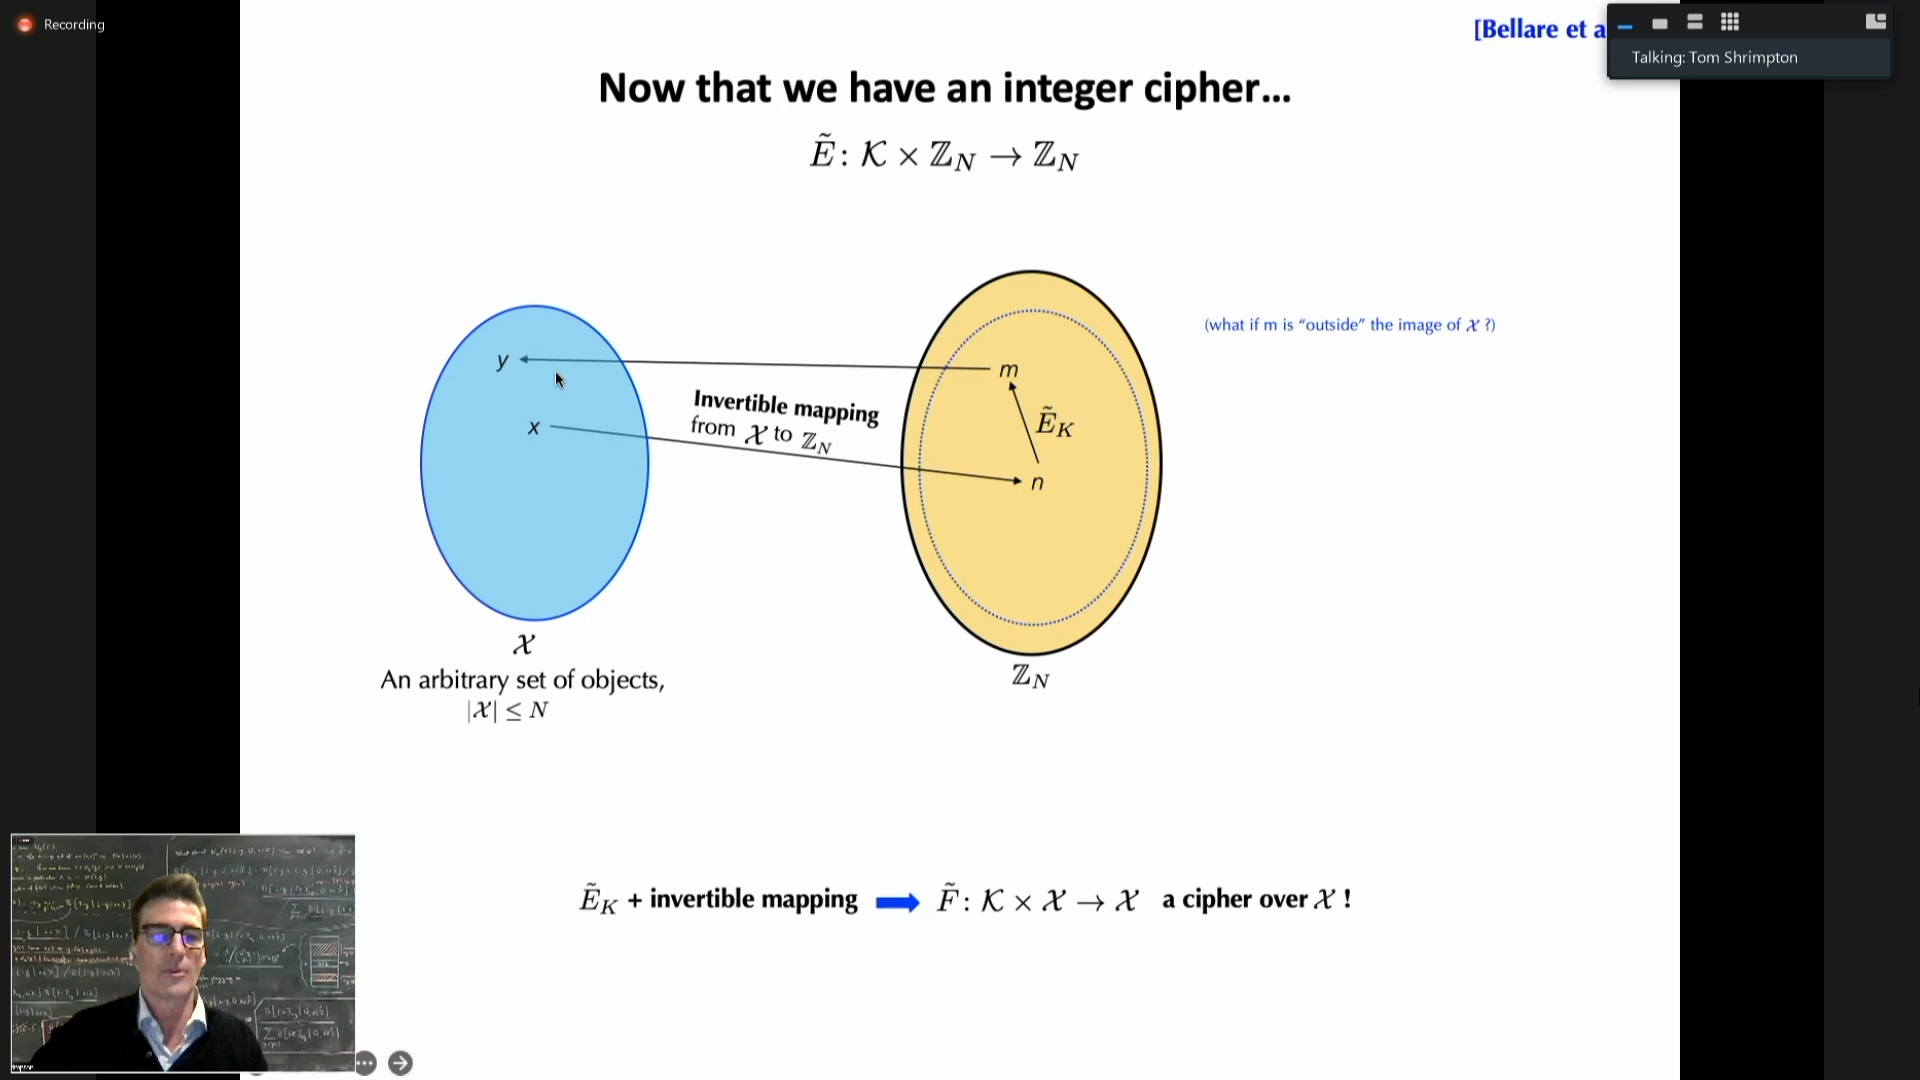 Recording
[Bellare et a
Talking: Tom Shrimpton
Now that we have an integer cipher...
Ẽ : 𝒦 × ℤ_N → ℤ_N
(what if m is “outside” the image of 𝒳 ?)
y
m
Invertible mapping
from 𝒳 to ℤ_N
Ẽ_K
x
n
𝒳
ℤ_N
An arbitrary set of objects,
|𝒳| ≤ N
Ẽ_K + invertible mapping ➡ F̃ : 𝒦 × 𝒳 → 𝒳 a cipher over 𝒳 !